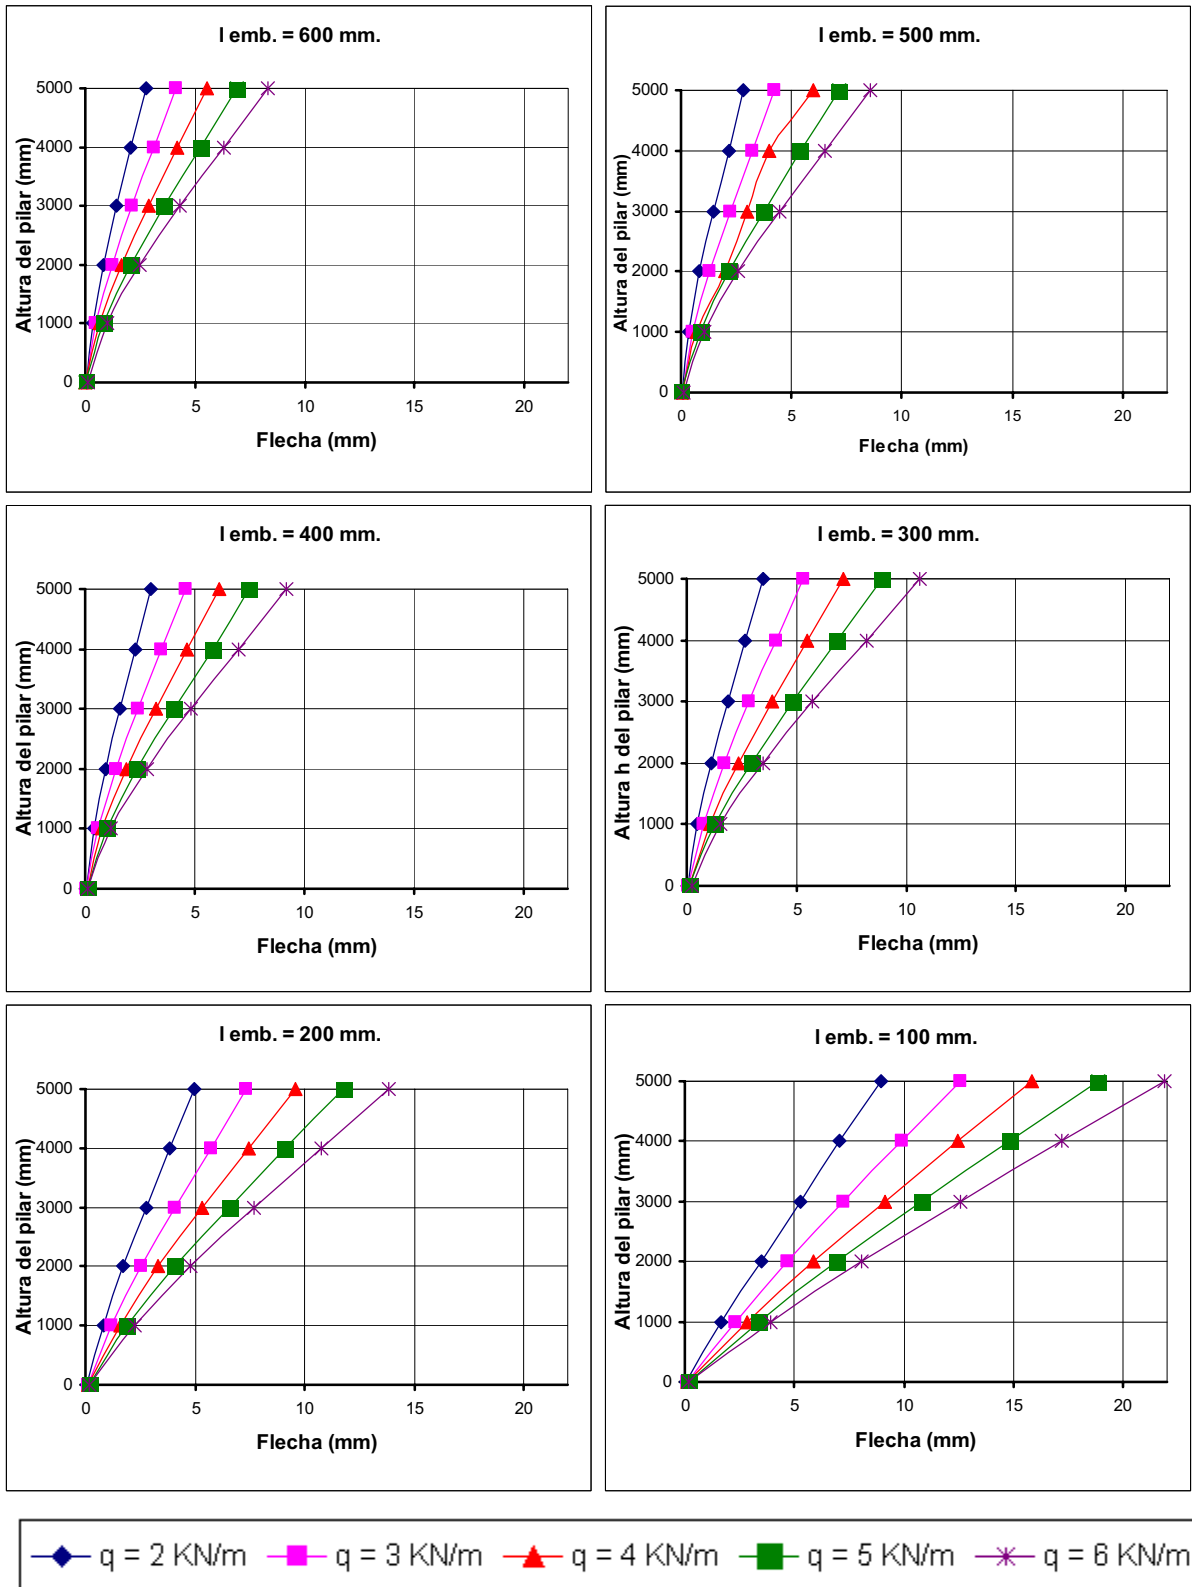 l emb. = 600 mm.
Altura del pilar (mm)
5000
4000
3000
2000
1000
0
0 5 10 15 20
Flecha (mm)
l emb. = 500 mm.
Altura del pilar (mm)
5000
4000
3000
2000
1000
0
0 5 10 15 20
Flecha (mm)
l emb. = 400 mm.
Altura del pilar (mm)
5000
4000
3000
2000
1000
0
0 5 10 15 20
Flecha (mm)
l emb. = 300 mm.
Altura h del pilar (mm)
5000
4000
3000
2000
1000
0
0 5 10 15 20
Flecha (mm)
l emb. = 200 mm.
Altura del pilar (mm)
5000
4000
3000
2000
1000
0
0 5 10 15 20
Flecha (mm)
l emb. = 100 mm.
Altura del pilar (mm)
5000
4000
3000
2000
1000
0
0 5 10 15 20
Flecha (mm)
q = 2 KN/m q = 3 KN/m q = 4 KN/m q = 5 KN/m q = 6 KN/m